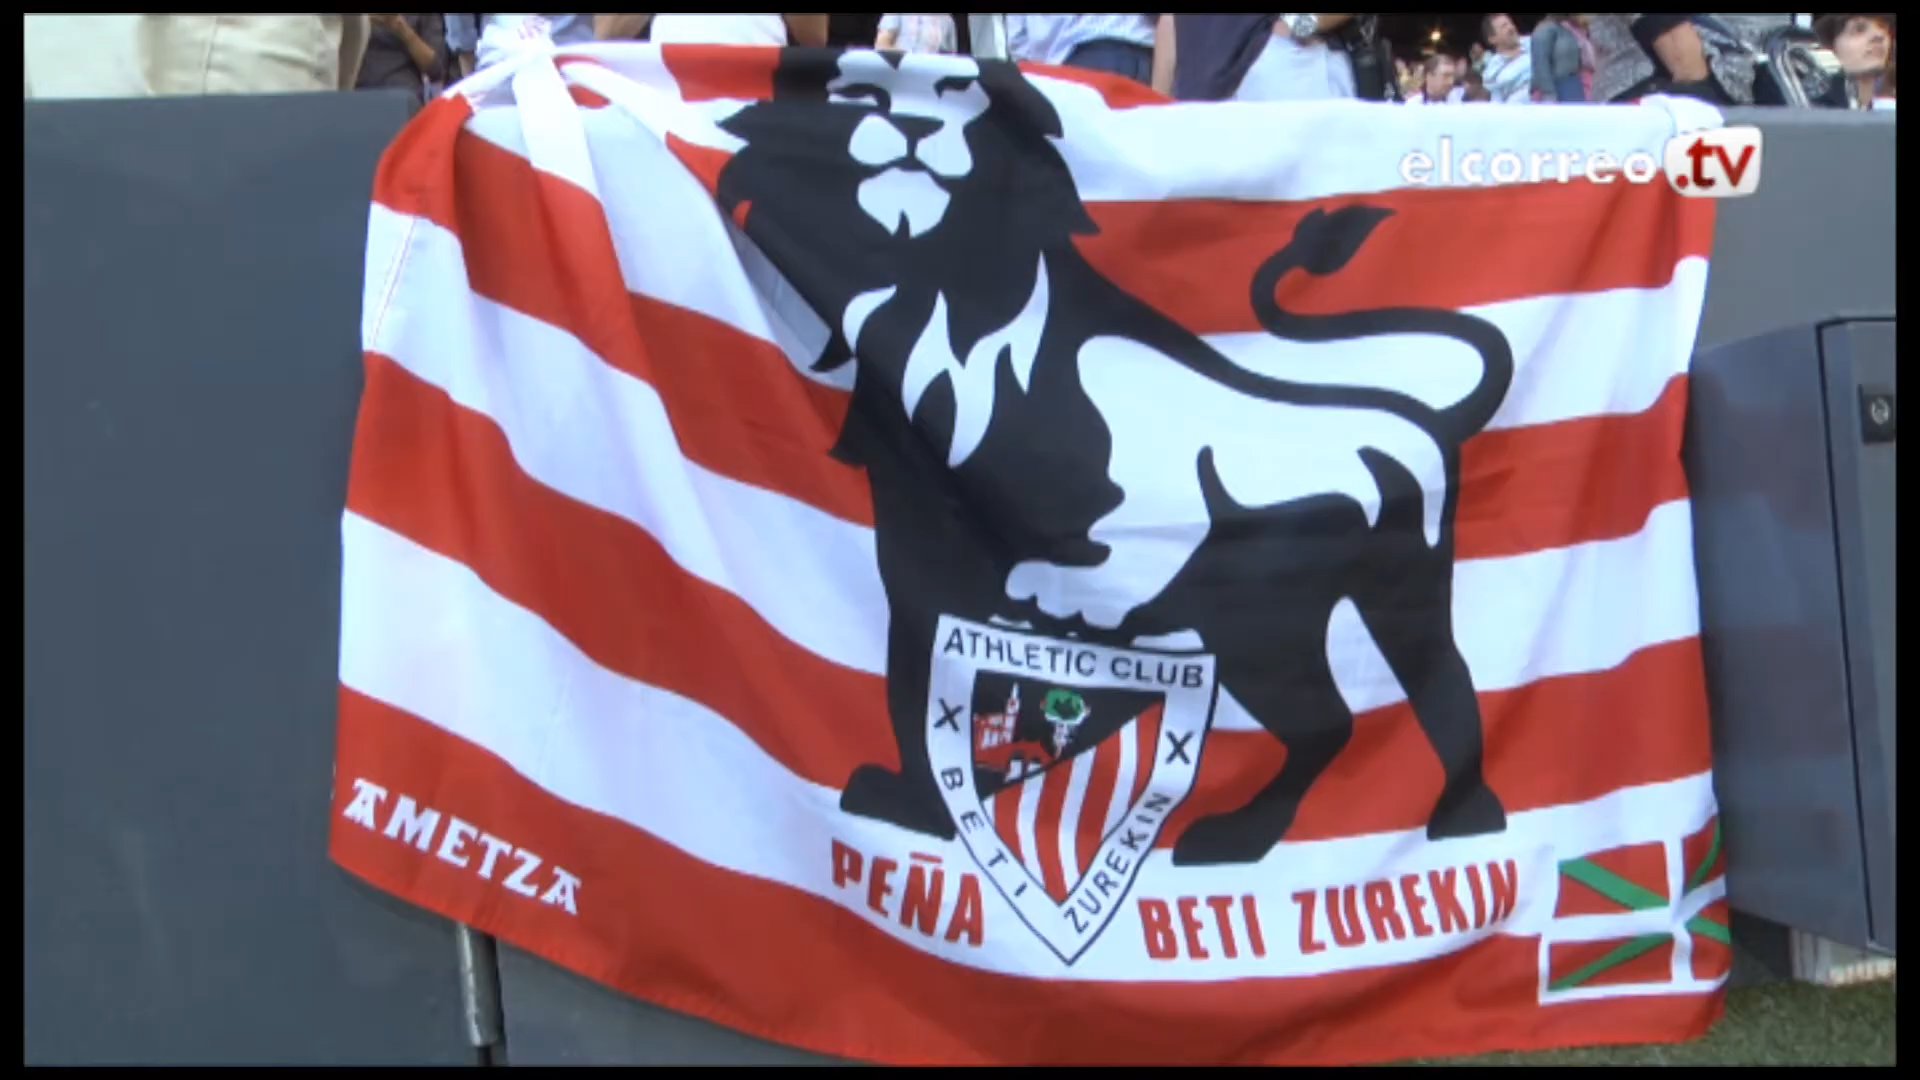 elcorreo.tv
ATHLETIC CLUB
X X
BETI ZUREKIN
AMETZA
PEÑA BETI ZUREKIN